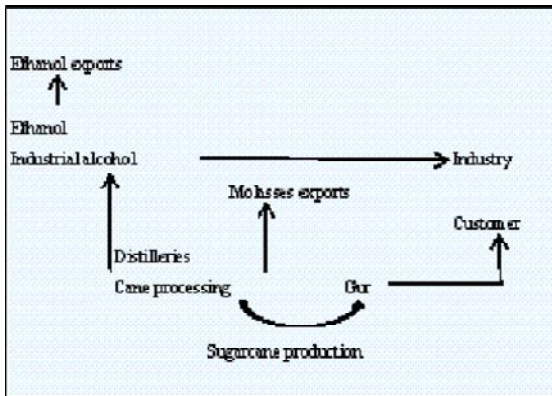 Ethanol exports
Ethanol
Industrial alcohol
Industry
Molasses exports
Customer
Distilleries
Cane processing
Gur
Sugarcane production